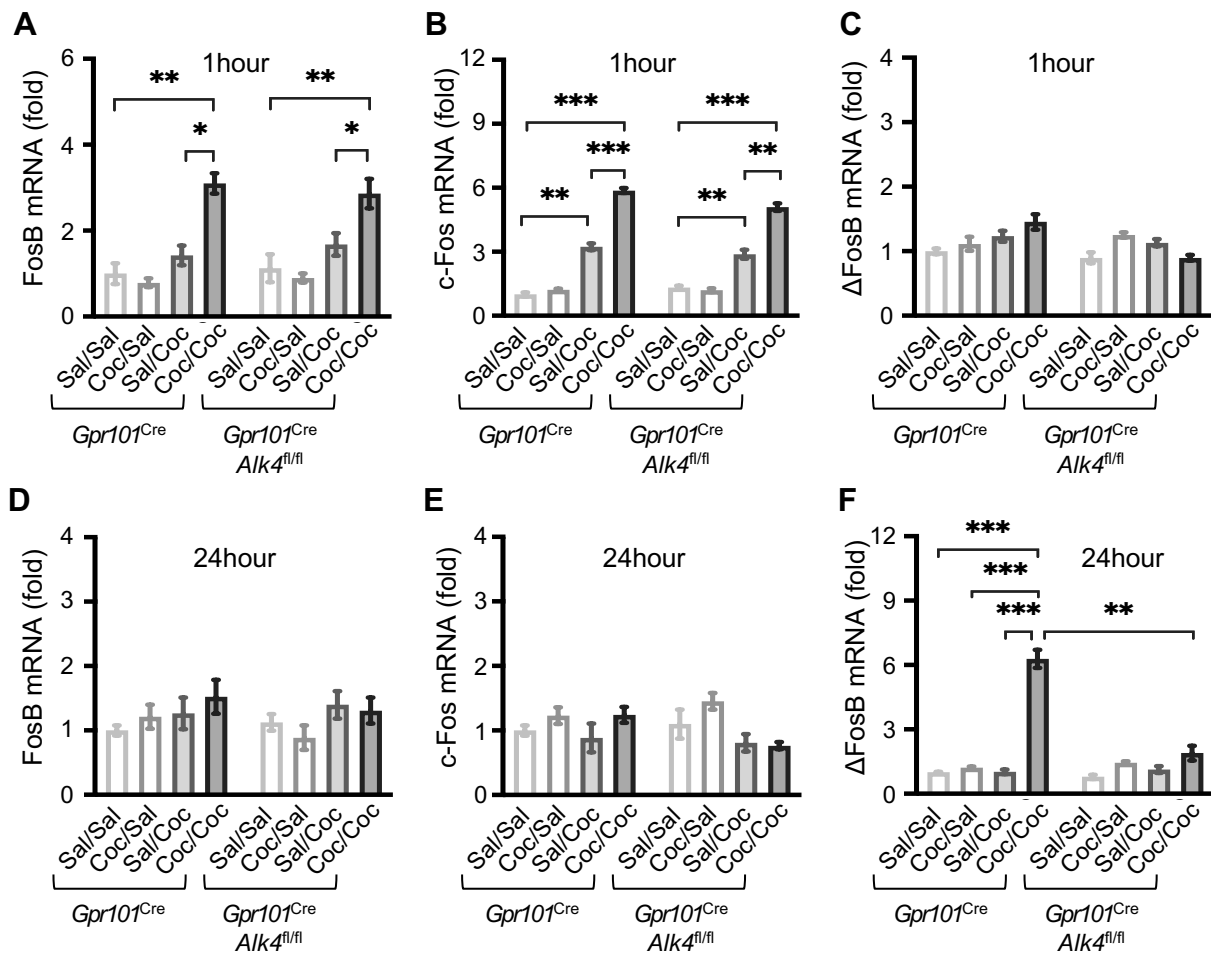 A
FosB mRNA (fold)
6
4
2
0
1hour
** **
* *
Sal/Sal Coc/Sal Sal/Coc Coc/Coc Sal/Sal Coc/Sal Sal/Coc Coc/Coc
Gpr101Cre Gpr101Cre
Alk4fl/fl
B
c-Fos mRNA (fold)
12
9
6
3
0
1hour
*** ***
*** **
** **
Sal/Sal Coc/Sal Sal/Coc Coc/Coc Sal/Sal Coc/Sal Sal/Coc Coc/Coc
Gpr101Cre Gpr101Cre
Alk4fl/fl
C
ΔFosB mRNA (fold)
4
3
2
1
0
1hour
Sal/Sal Coc/Sal Sal/Coc Coc/Coc Sal/Sal Coc/Sal Sal/Coc Coc/Coc
Gpr101Cre Gpr101Cre
Alk4fl/fl
D
FosB mRNA (fold)
4
3
2
1
0
24hour
Sal/Sal Coc/Sal Sal/Coc Coc/Coc Sal/Sal Coc/Sal Sal/Coc Coc/Coc
Gpr101Cre Gpr101Cre
Alk4fl/fl
E
c-Fos mRNA (fold)
4
3
2
1
0
24hour
Sal/Sal Coc/Sal Sal/Coc Coc/Coc Sal/Sal Coc/Sal Sal/Coc Coc/Coc
Gpr101Cre Gpr101Cre
Alk4fl/fl
F
ΔFosB mRNA (fold)
12
9
6
3
0
24hour
***
***
*** **
Sal/Sal Coc/Sal Sal/Coc Coc/Coc Sal/Sal Coc/Sal Sal/Coc Coc/Coc
Gpr101Cre Gpr101Cre
Alk4fl/fl